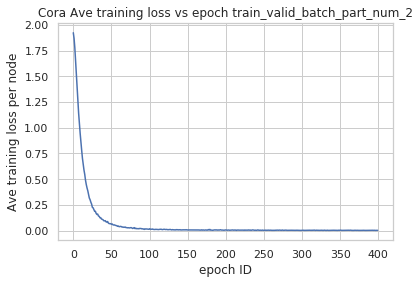 Cora Ave training loss vs epoch train_valid_batch_part_num_2
2.00
1.75
1.50
1.25
1.00
0.75
0.50
0.25
0.00
Ave training loss per node
0 50 100 150 200 250 300 350 400
epoch ID